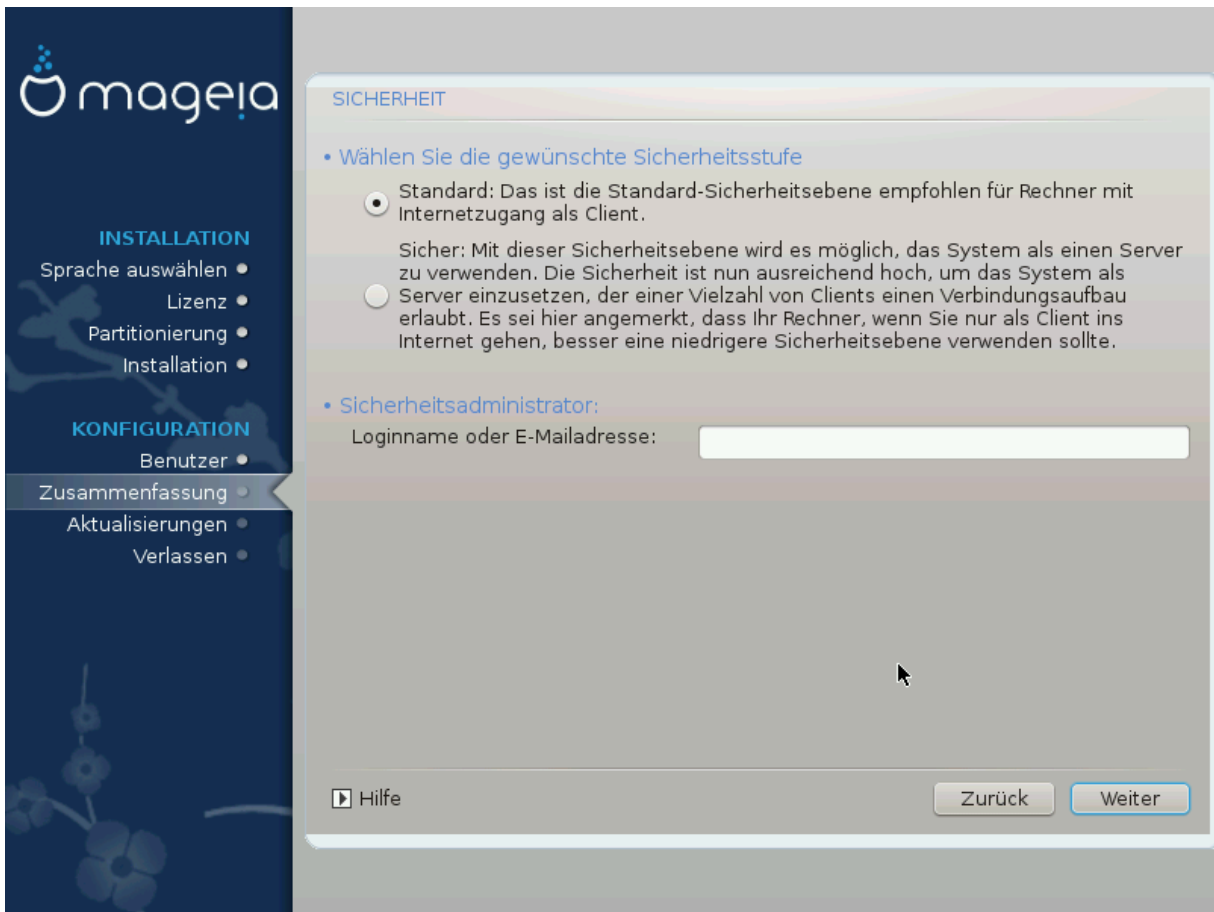 mageia
INSTALLATION
Sprache auswählen
Lizenz
Partitionierung
Installation
KONFIGURATION
Benutzer
Zusammenfassung
Aktualisierungen
Verlassen
SICHERHEIT
• Wählen Sie die gewünschte Sicherheitsstufe
Standard: Das ist die Standard-Sicherheitsebene empfohlen für Rechner mit
Internetzugang als Client.
Sicher: Mit dieser Sicherheitsebene wird es möglich, das System als einen Server
zu verwenden. Die Sicherheit ist nun ausreichend hoch, um das System als
Server einzusetzen, der einer Vielzahl von Clients einen Verbindungsaufbau
erlaubt. Es sei hier angemerkt, dass Ihr Rechner, wenn Sie nur als Client ins
Internet gehen, besser eine niedrigere Sicherheitsebene verwenden sollte.
• Sicherheitsadministrator:
Loginname oder E-Mailadresse:
Hilfe
Zurück
Weiter